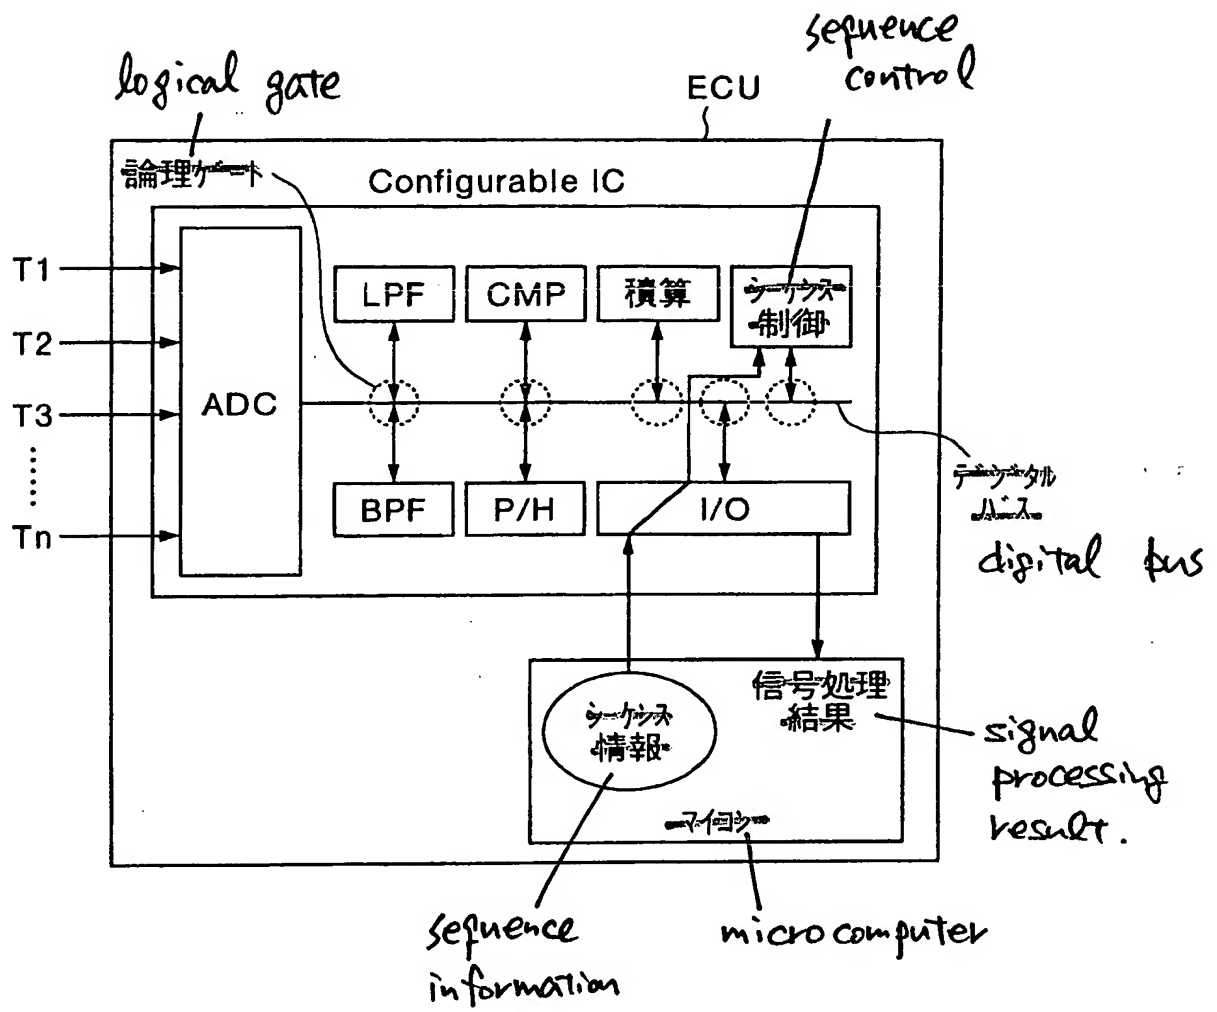 sequence
control
logical gate
ECU
論理ゲート
Configurable IC
T1
T2
T3
Tn
ADC
LPF
CMP
積算
シーケンス
制御
BPF
P/H
I/O
デジタル
バス
digital bus
シーケンス
情報
信号処理
結果
マイコン
signal
processing
result.
sequence
information
microcomputer